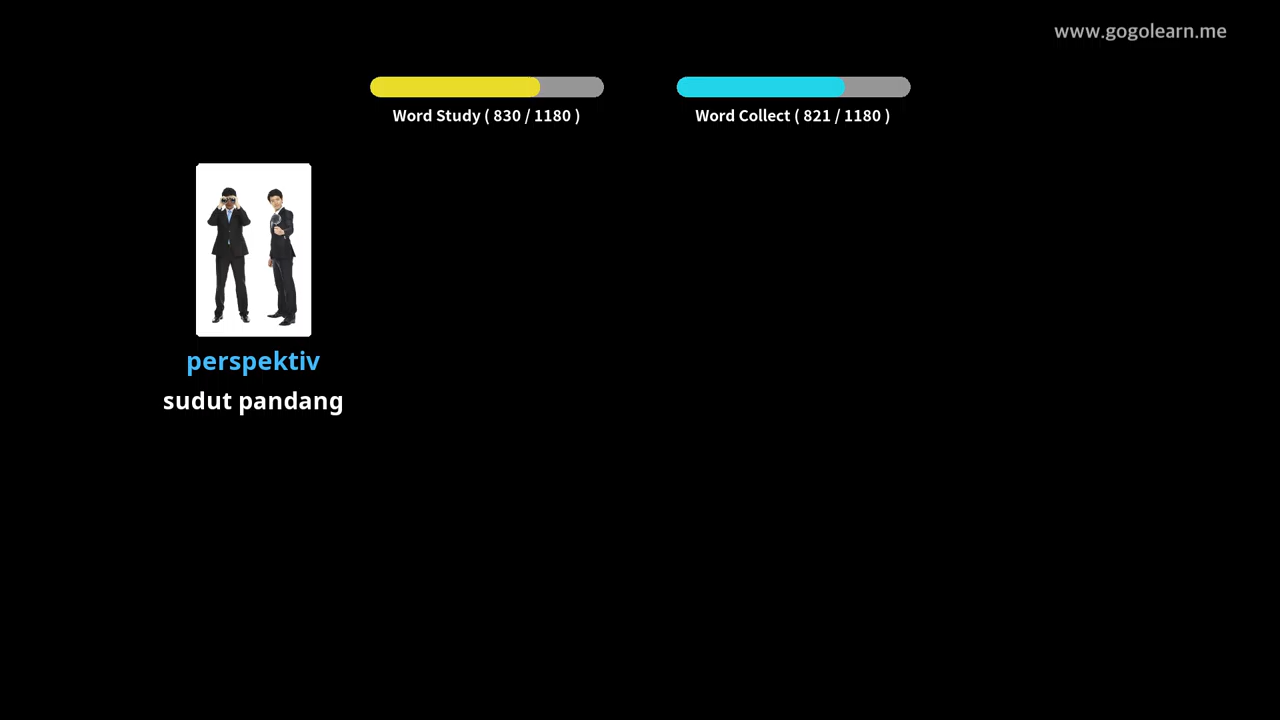 www.gogolearn.me
Word Study ( 830 / 1180 )
Word Collect ( 821 / 1180 )
perspektiv
sudut pandang